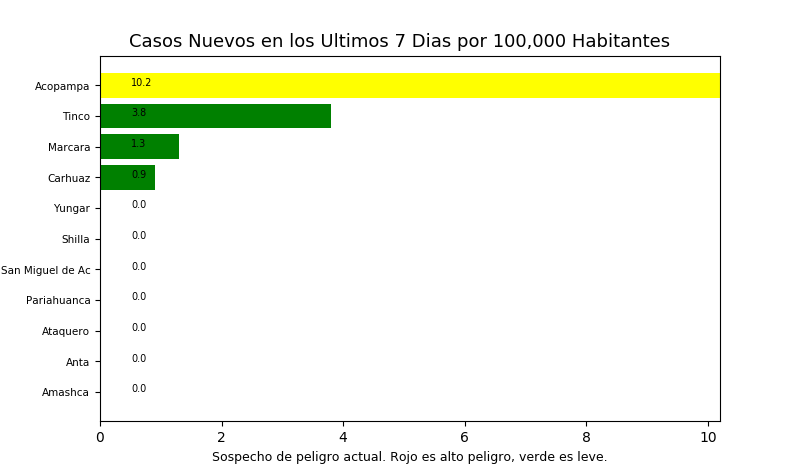 Casos Nuevos en los Ultimos 7 Dias por 100,000 Habitantes
Acopampa 10.2
Tinco 3.8
Marcara 1.3
Carhuaz 0.9
Yungar 0.0
Shilla 0.0
San Miguel de Ac 0.0
Pariahuanca 0.0
Ataquero 0.0
Anta 0.0
Amashca 0.0
0 2 4 6 8 10
Sospecho de peligro actual. Rojo es alto peligro, verde es leve.